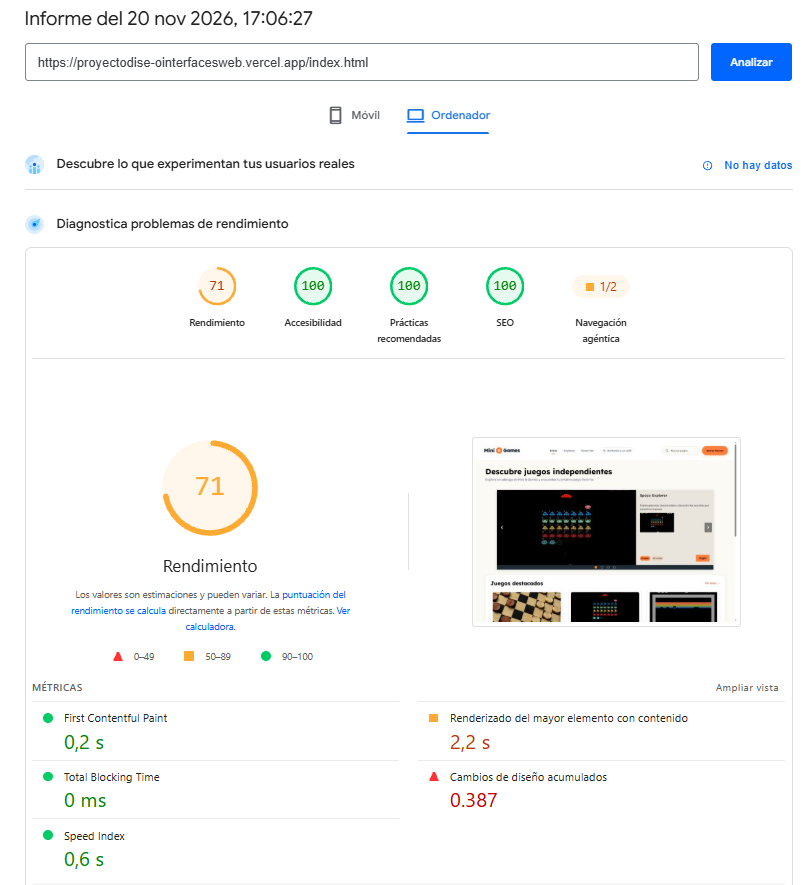 Informe del 20 nov 2026, 17:06:27
https://proyectodise-ointerfacesweb.vercel.app/index.html
Analizar
Móvil
Ordenador
Descubre lo que experimentan tus usuarios reales
No hay datos
Diagnostica problemas de rendimiento
71
100
100
100
1/2
Rendimiento
Accesibilidad
Prácticas
recomendadas
SEO
Navegación
agéntica
71
Rendimiento
Los valores son estimaciones y pueden variar. La puntuación del
rendimiento se calcula directamente a partir de estas métricas. Ver
calculadora.
0–49
50–89
90–100
Mini Games
Descubre juegos independientes
Space Explorer
Juegos destacados
MÉTRICAS
Ampliar vista
First Contentful Paint
0,2 s
Renderizado del mayor elemento con contenido
2,2 s
Total Blocking Time
0 ms
Cambios de diseño acumulados
0.387
Speed Index
0,6 s